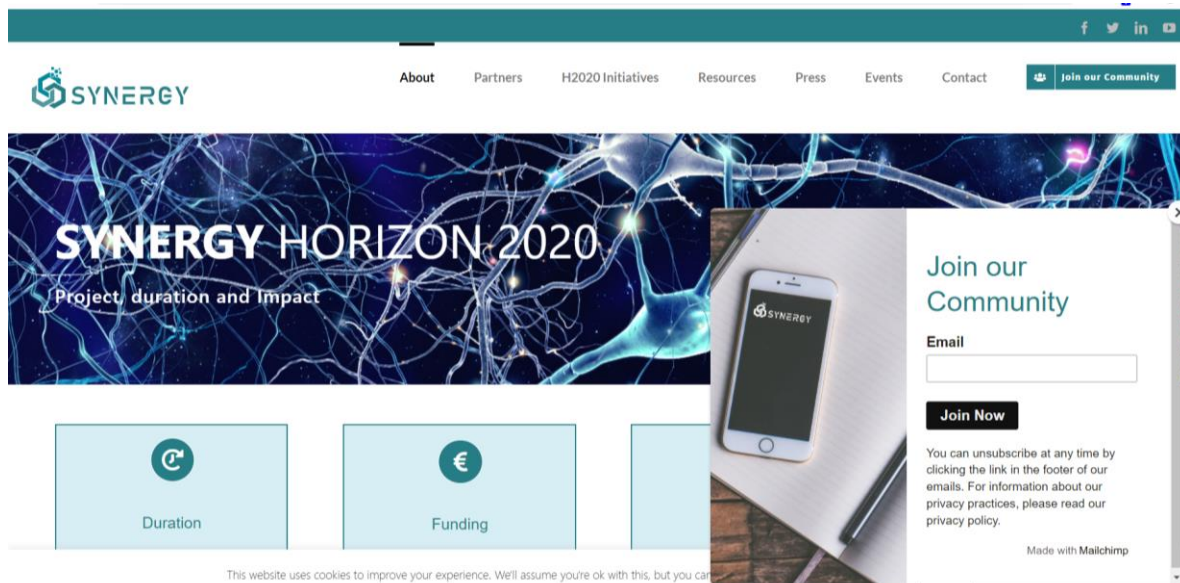 SYNERGY
About Partners H2020 Initiatives Resources Press Events Contact Join our Community
SYNERGY HORIZON 2020
Project, duration and Impact
SYNERGY
Join our
Community
Email
Join Now
You can unsubscribe at any time by
clicking the link in the footer of our
emails. For information about our
privacy practices, please read our
privacy policy.
Made with Mailchimp
Duration
€
Funding
This website uses cookies to improve your experience. We'll assume you're ok with this, but you can